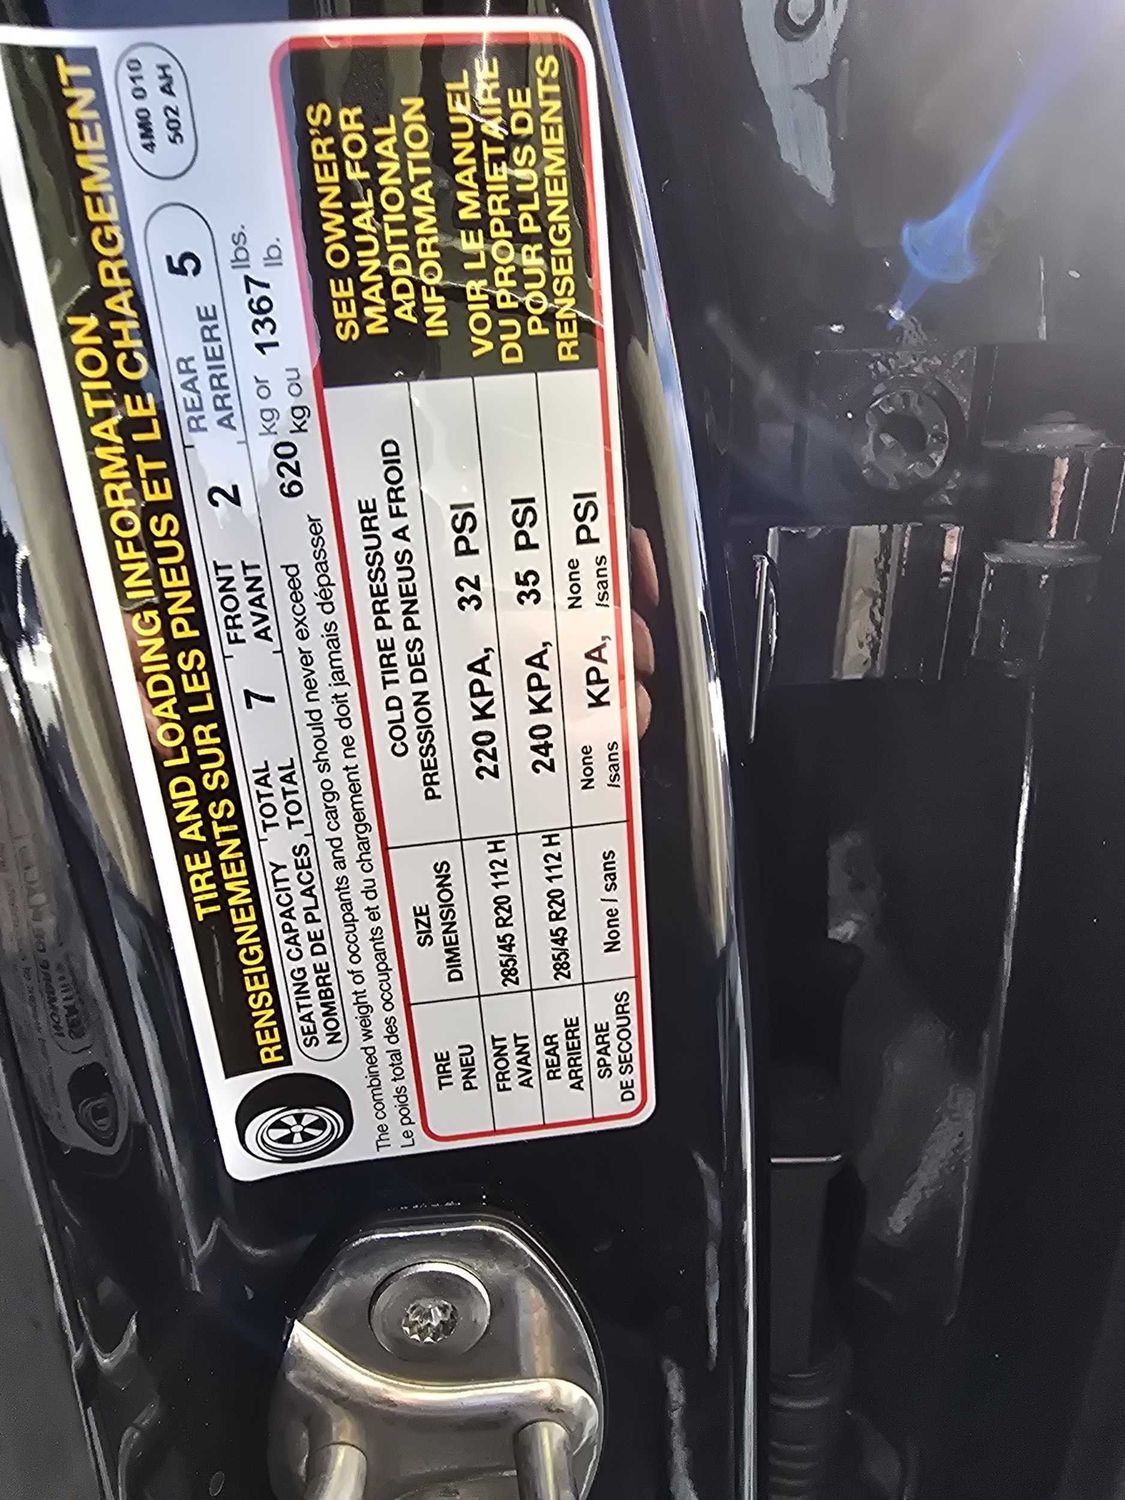 TIRE AND LOADING INFORMATION
RENSEIGNEMENTS SUR LES PNEUS ET LE CHARGEMENT
4M0 010
502 AH
SEATING CAPACITY TOTAL 7 FRONT 2 REAR 5
NOMBRE DE PLACES TOTAL AVANT ARRIERE
The combined weight of occupants and cargo should never exceed 620 kg or 1367 lbs.
Le poids total des occupants et du chargement ne doit jamais dépasser kg ou lb.
TIRE SIZE COLD TIRE PRESSURE
PNEU DIMENSIONS PRESSION DES PNEUS A FROID
FRONT
AVANT 285/45 R20 112 H 220 KPA, 32 PSI
REAR
ARRIERE 285/45 R20 112 H 240 KPA, 35 PSI
SPARE None None
DE SECOURS None / sans /sans KPA, /sans PSI
SEE OWNER'S
MANUAL FOR
ADDITIONAL
INFORMATION
VOIR LE MANUEL
DU PROPRIETAIRE
POUR PLUS DE
RENSEIGNEMENTS